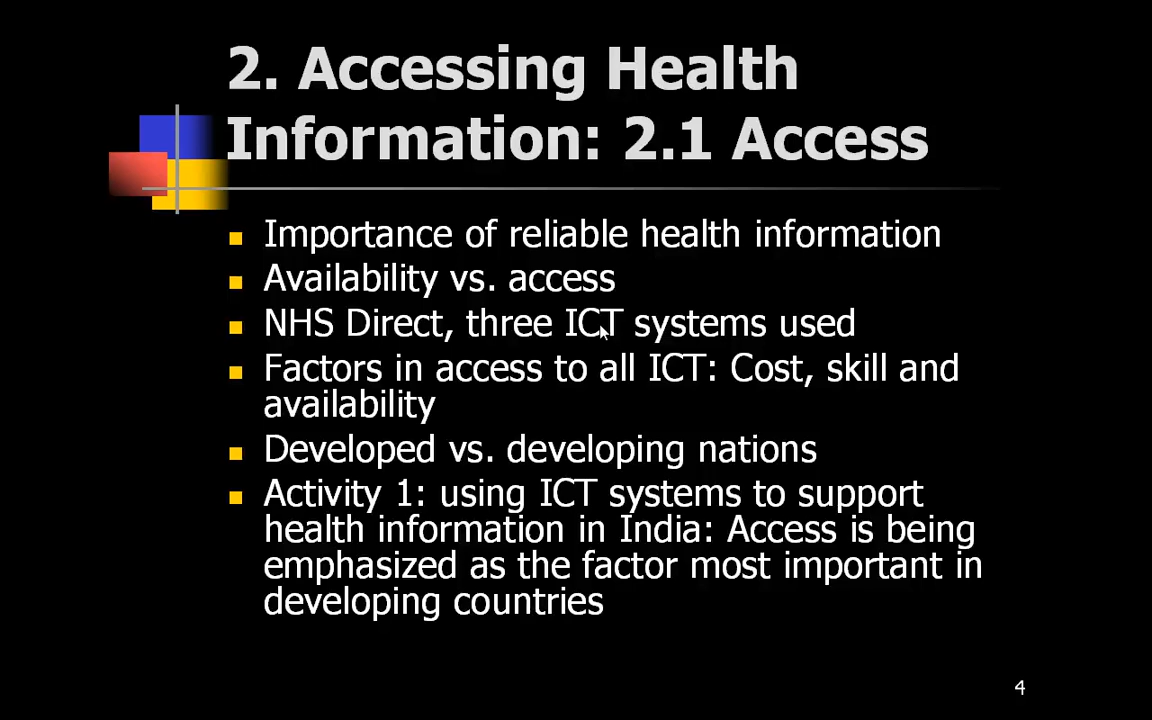 2. Accessing Health
Information: 2.1 Access
Importance of reliable health information
Availability vs. access
NHS Direct, three ICT systems used
Factors in access to all ICT: Cost, skill and
availability
Developed vs. developing nations
Activity 1: using ICT systems to support
health information in India: Access is being
emphasized as the factor most important in
developing countries
4